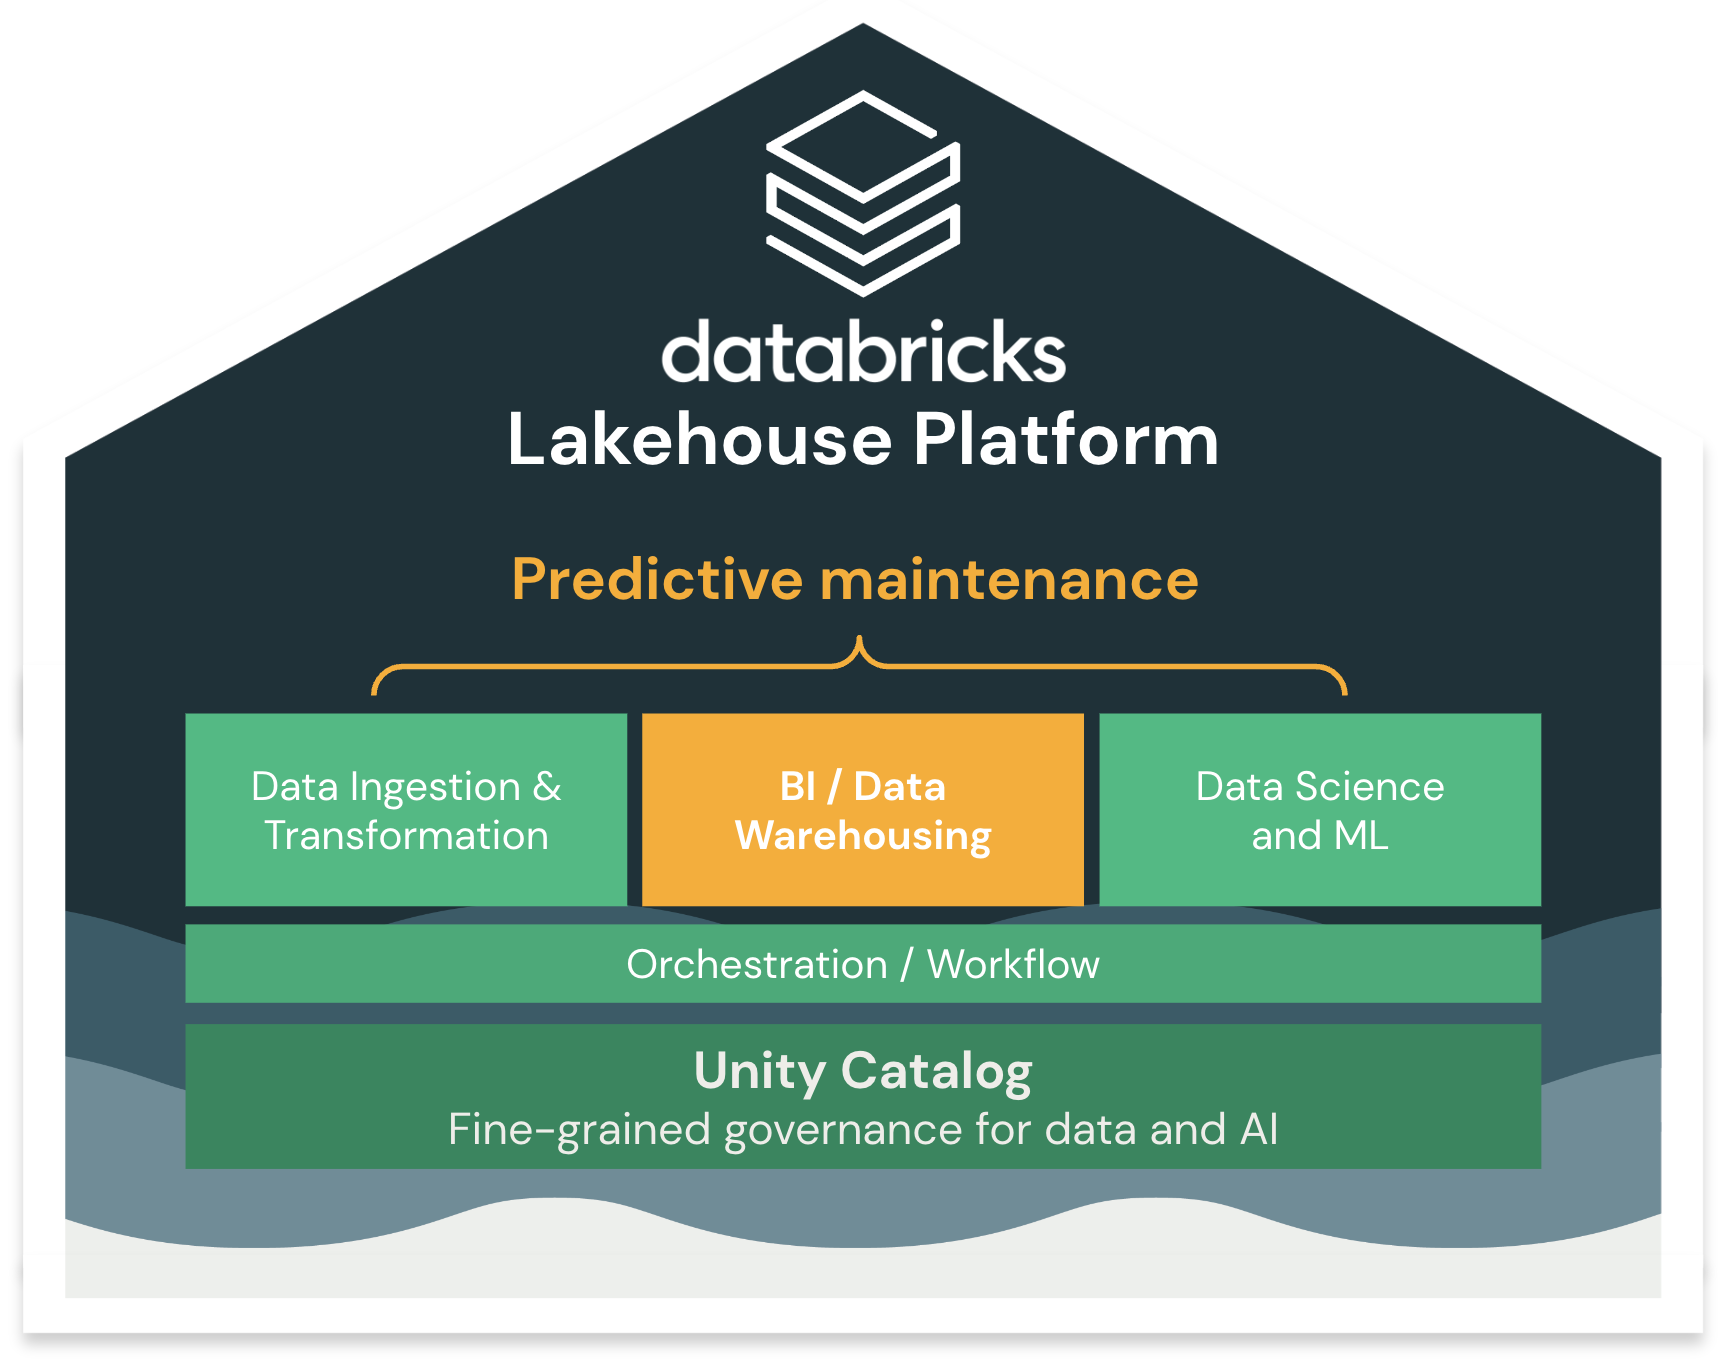 databricks
Lakehouse Platform
Predictive maintenance
Data Ingestion &
Transformation
BI / Data
Warehousing
Data Science
and ML
Orchestration / Workflow
Unity Catalog
Fine-grained governance for data and AI